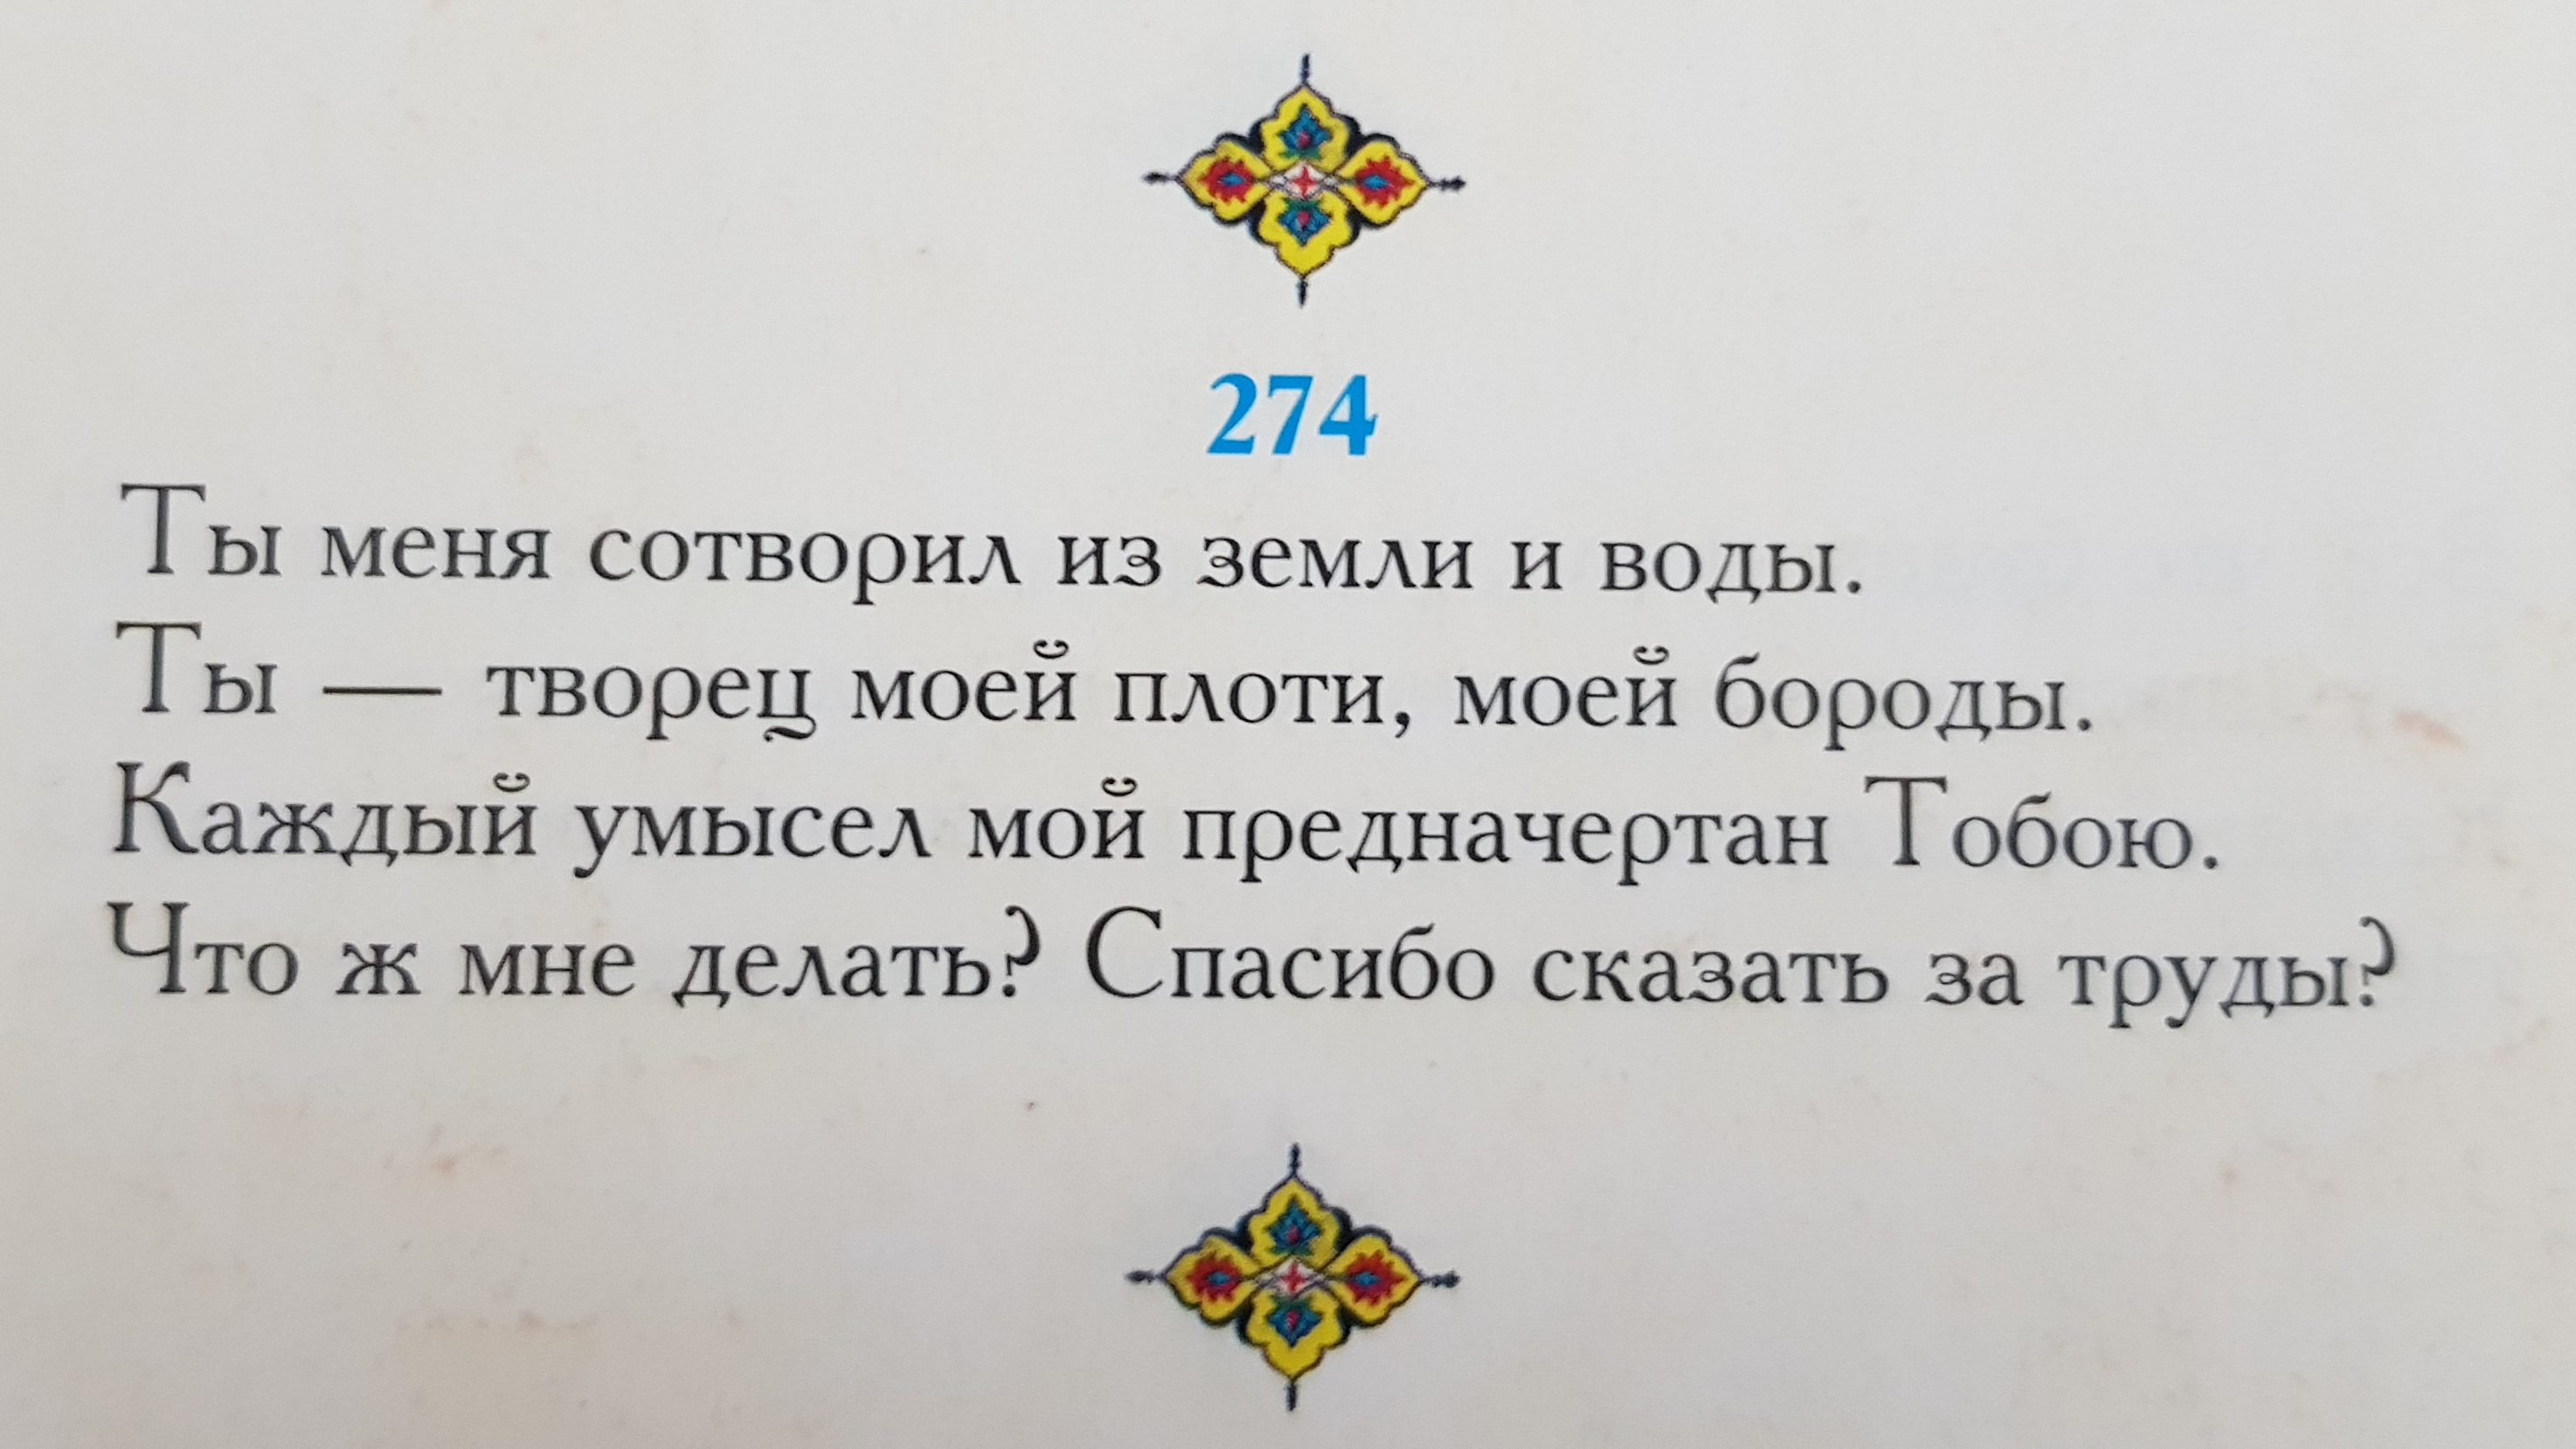 274
Ты меня сотворил из земли и воды.
Ты — творец моей плоти, моей бороды.
Каждый умысел мой предначертан Тобою.
Что ж мне делать? Спасибо сказать за труды?